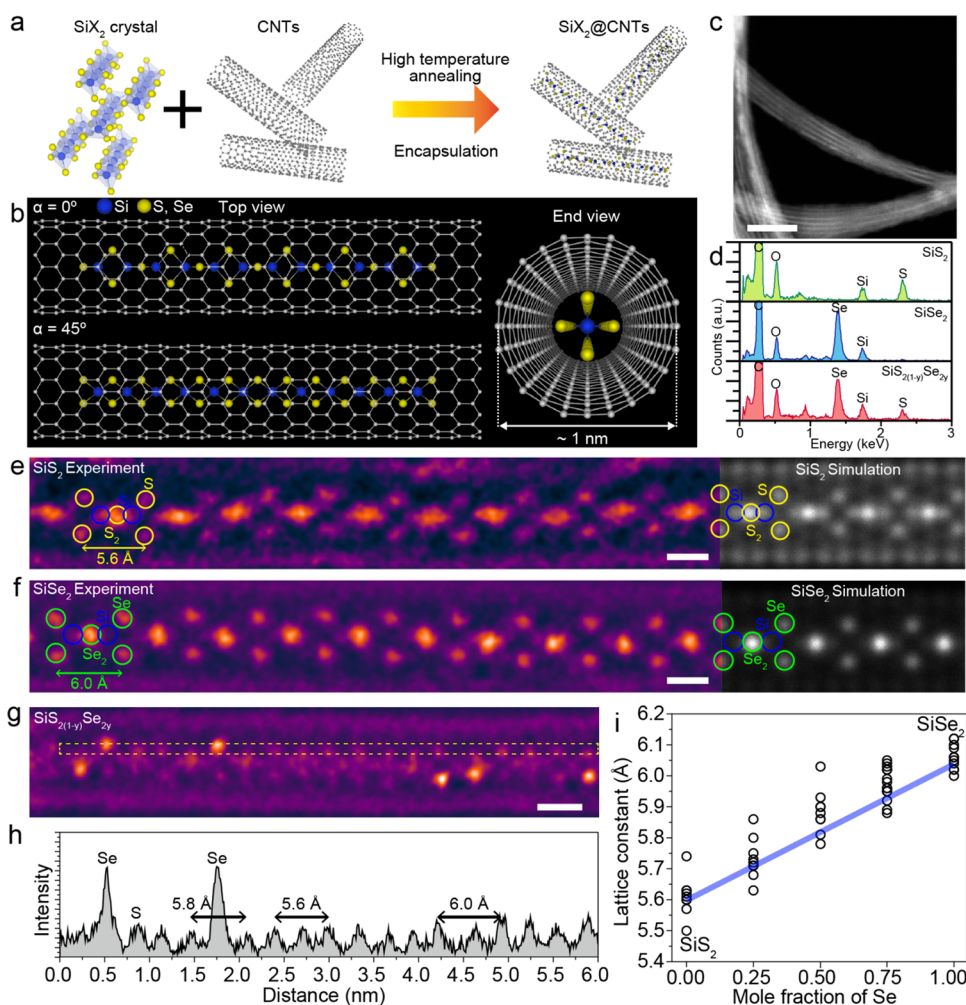 a
SiX₂ crystal
CNTs
SiX₂@CNTs
High temperature
annealing
Encapsulation
b
α = 0º
Si
S, Se
Top view
α = 45º
End view
~ 1 nm
c
d
Counts (a.u.)
SiS₂
O
Si
S
SiSe₂
O
Se
Si
SiS₂₍₁₋y₎Se₂y
O
Se
Si
S
0
1
2
3
Energy (keV)
e
SiS₂ Experiment
S
Si
S₂
5.6 Å
SiS₂ Simulation
Si
S
S₂
f
SiSe₂ Experiment
Se
Si
Se₂
6.0 Å
SiSe₂ Simulation
Se
Si
Se₂
g
SiS₂₍₁₋y₎Se₂y
h
Intensity
Se
S
Se
5.8 Å
5.6 Å
6.0 Å
0.0 0.5 1.0 1.5 2.0 2.5 3.0 3.5 4.0 4.5 5.0 5.5 6.0
Distance (nm)
i
Lattice constant (Å)
6.2
6.1
6.0
5.9
5.8
5.7
5.6
5.5
5.4
SiSe₂
SiS₂
0.00 0.25 0.50 0.75 1.00
Mole fraction of Se